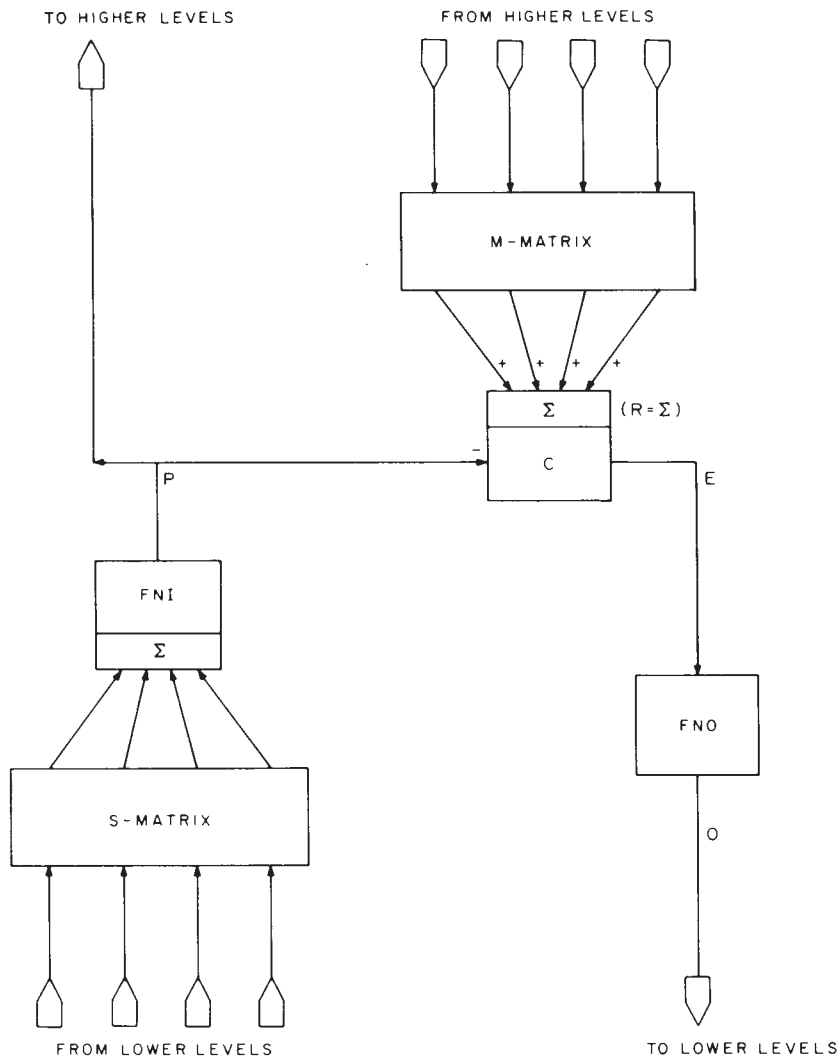 TO HIGHER LEVELS
FROM HIGHER LEVELS
M-MATRIX
+ + + +
Σ
(R=Σ)
-
C
P
E
FNI
Σ
FNO
S-MATRIX
O
FROM LOWER LEVELS
TO LOWER LEVELS